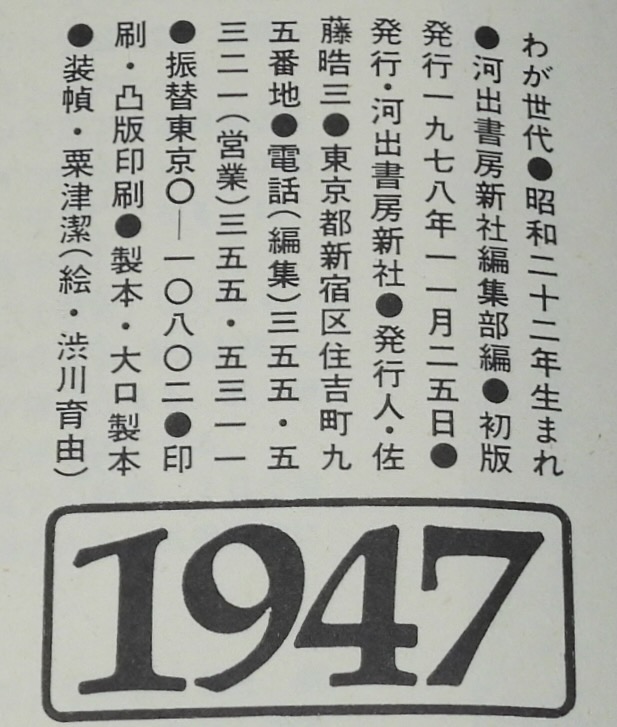 わが世代●昭和二十二年生まれ
●河出書房新社編集部編●初版
発行一九七八年一一月二五日●
発行・河出書房新社●発行人・佐
藤晧三●東京都新宿区住吉町九
五番地●電話(編集)三五五・五
三二一(営業)三五五・五三一一
●振替東京〇―一〇八〇二●印
刷・凸版印刷●製本・大口製本
●装幀・粟津潔(絵・渋川育由)
1947